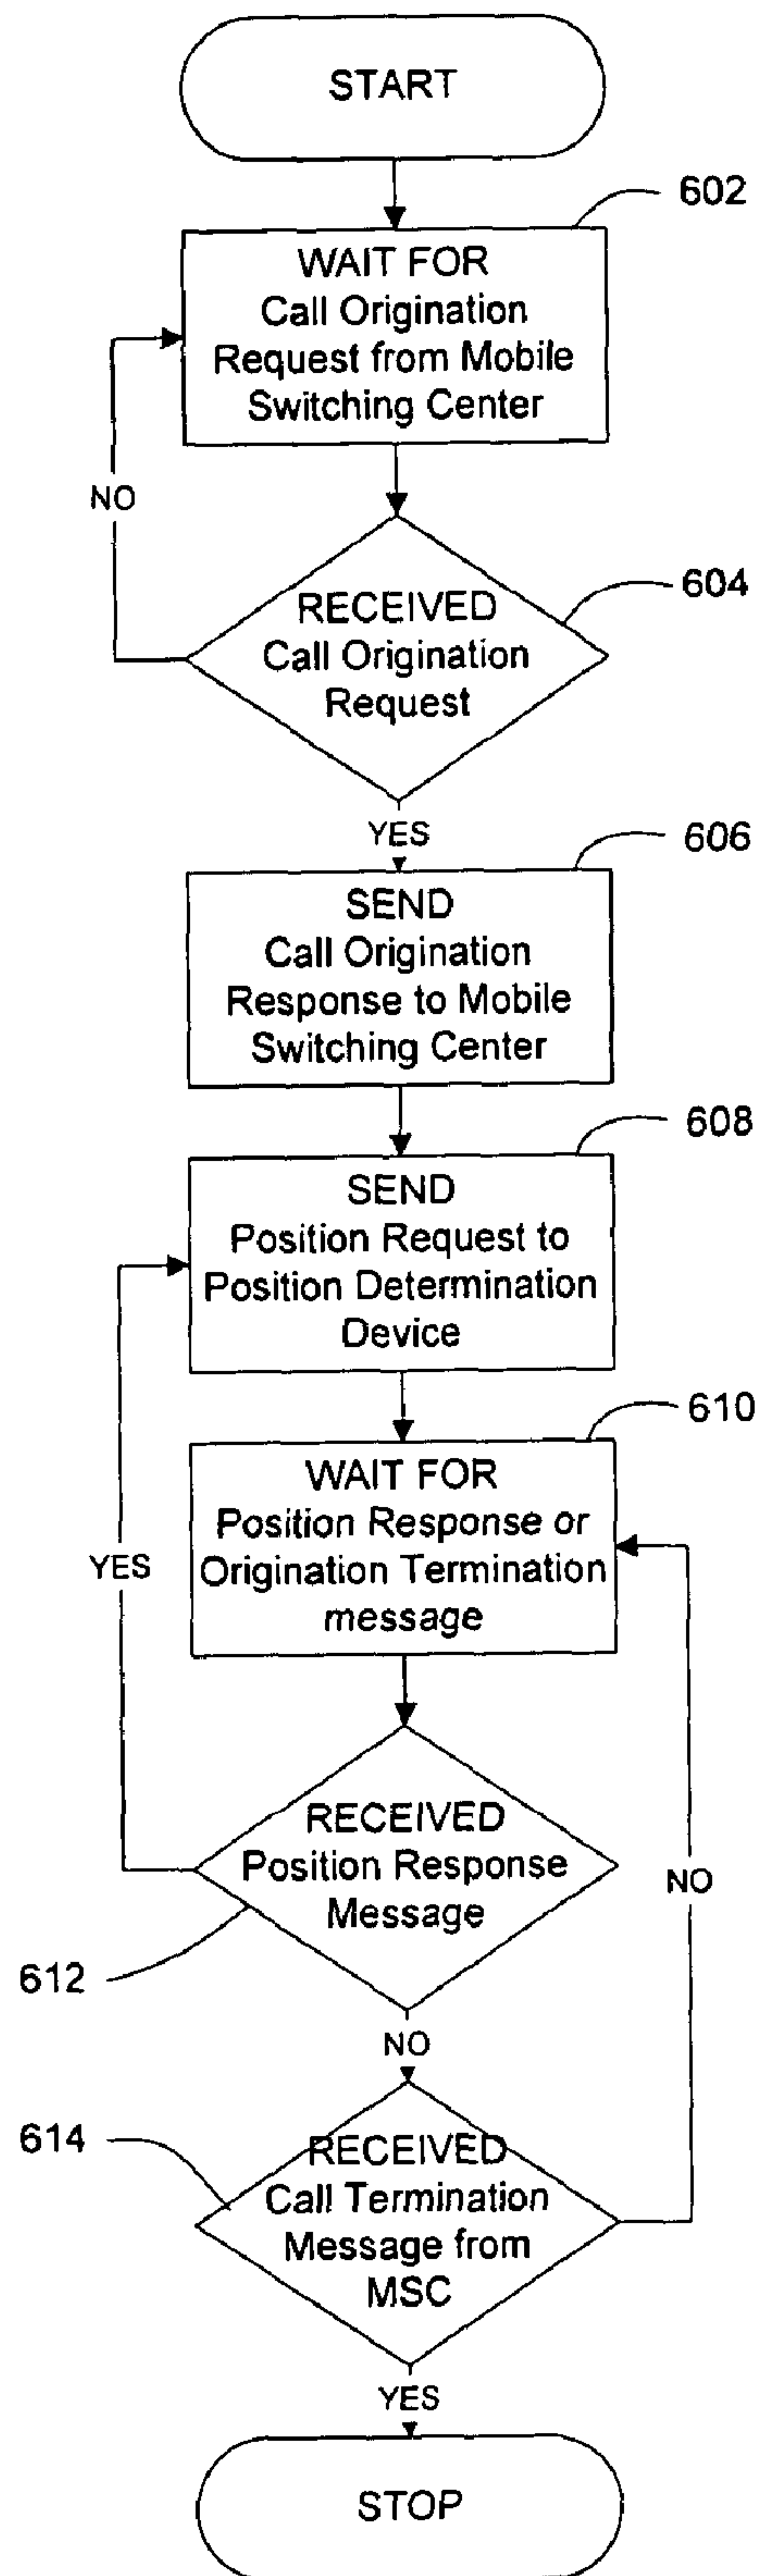 START
602
WAIT FOR
Call Origination
Request from Mobile
Switching Center
NO
604
RECEIVED
Call Origination
Request
YES
606
SEND
Call Origination
Response to Mobile
Switching Center
608
SEND
Position Request to
Position Determination
Device
610
WAIT FOR
Position Response or
Origination Termination
message
YES
RECEIVED
Position Response
Message
NO
612
NO
614
RECEIVED
Call Termination
Message from
MSC
YES
STOP